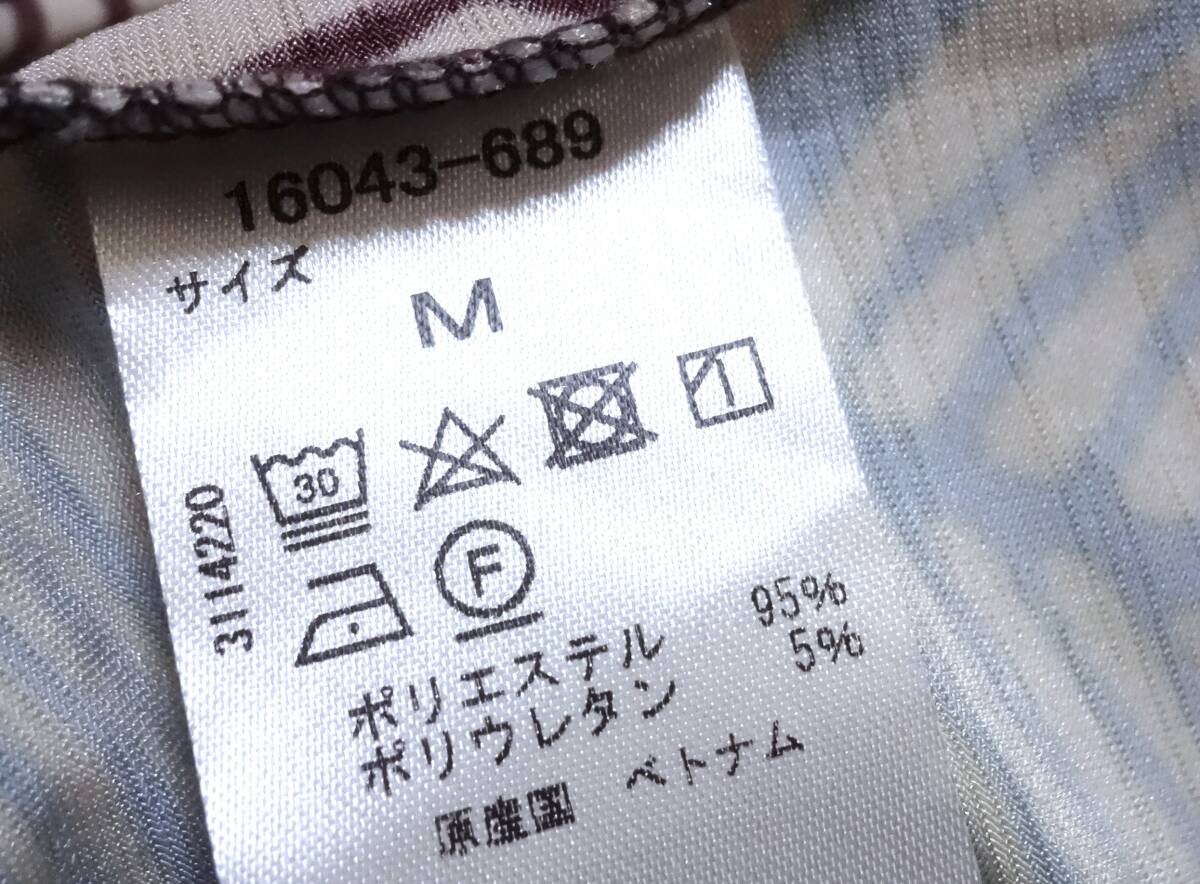 16043-689
サイズ
M
30
3114220
F
ポリエステル 95%
ポリウレタン 5%
原産国 ベトナム